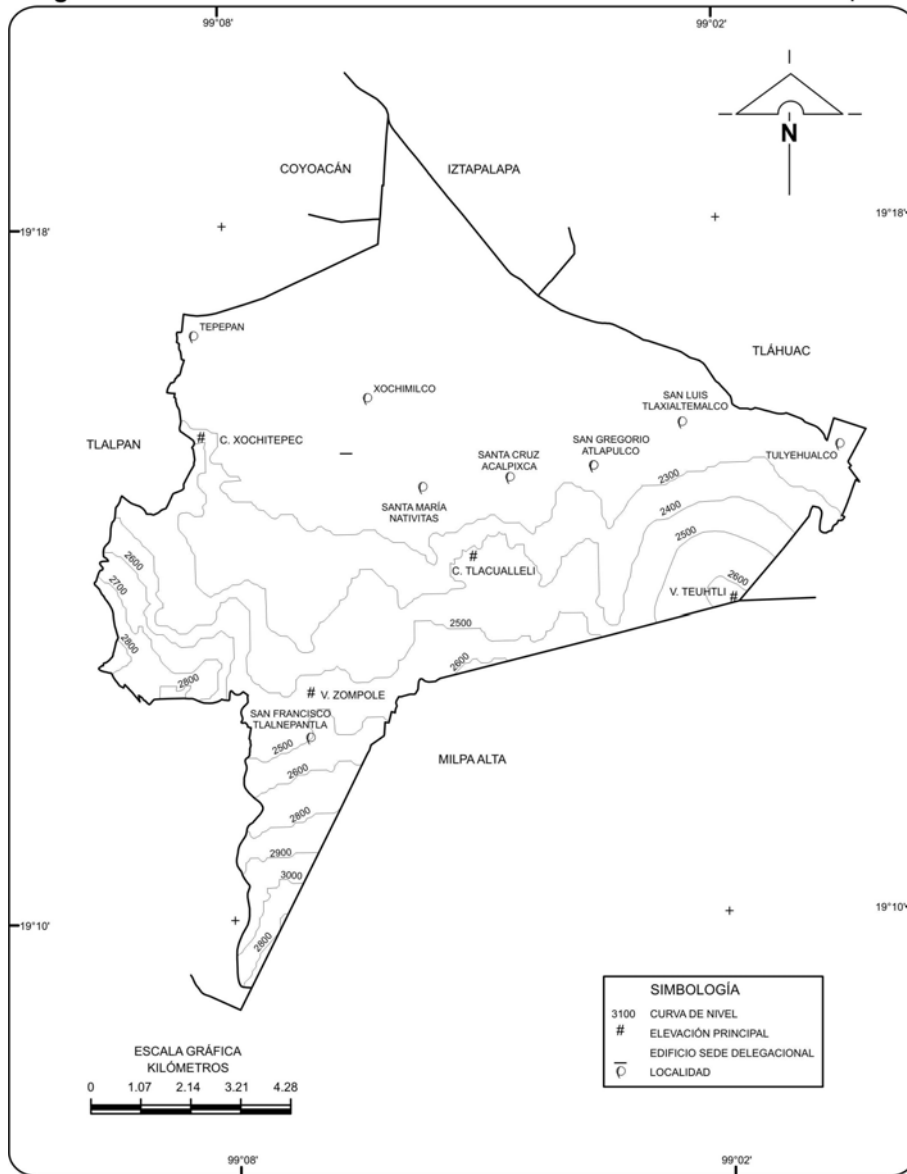 99°08'
99°02'
N
COYOACÁN
IZTAPALAPA
19°18'
19°18'
TEPEPAN
TLÁHUAC
XOCHIMILCO
SAN LUIS
TLAXIALTEMALCO
TLALPAN
C. XOCHITEPEC
SAN GREGORIO
ATLAPULCO
TULYEHUALCO
SANTA CRUZ
ACALPIXCA
SANTA MARÍA
NATIVITAS
2300
2400
2500
2600
C. TLACUALLELI
2600
V. TEUHTLI
2700
2500
2800
2600
2800
V. ZOMPOLE
SAN FRANCISCO
TLALNEPANTLA
2500
MILPA ALTA
2600
2800
2900
3000
2800
19°10'
19°10'
SIMBOLOGÍA
3100 CURVA DE NIVEL
# ELEVACIÓN PRINCIPAL
EDIFICIO SEDE DELEGACIONAL
LOCALIDAD
ESCALA GRÁFICA
KILÓMETROS
0 1.07 2.14 3.21 4.28
99°08'
99°02'